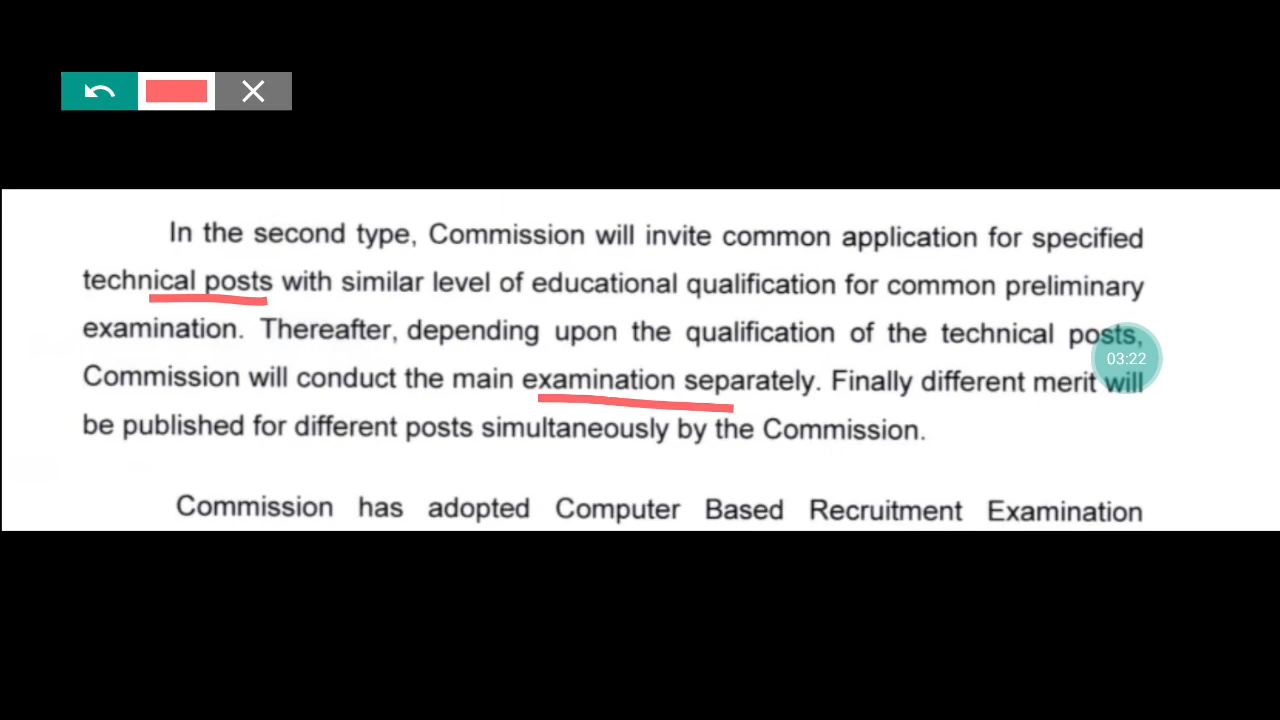 In the second type, Commission will invite common application for specified
technical posts with similar level of educational qualification for common preliminary
examination. Thereafter, depending upon the qualification of the technical posts,
03:22
Commission will conduct the main examination separately. Finally different merit will
be published for different posts simultaneously by the Commission.
Commission has adopted Computer Based Recruitment Examination